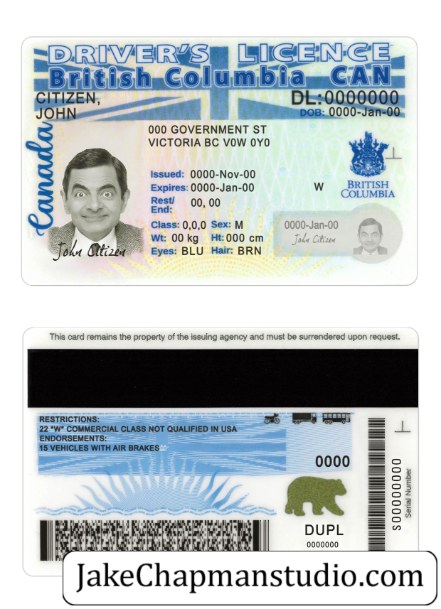 DRIVER'S LICENCE
British Columbia CAN
CITIZEN,
JOHN
DL:0000000
DOB: 0000-Jan-00
Canada
000 GOVERNMENT ST
VICTORIA BC V0W 0Y0
Issued: 0000-Nov-00
Expires: 0000-Jan-00
W
Rest/
End: 00, 00
BRITISH
COLUMBIA
Class: 0,0,0 Sex: M
Wt: 00 kg Ht: 000 cm
Eyes: BLU Hair: BRN
0000-Jan-00
John Citizen
John Citizen
This card remains the property of the issuing agency and must be surrendered upon request.
RESTRICTIONS:
22 "W" COMMERCIAL CLASS NOT QUALIFIED IN USA
ENDORSEMENTS:
15 VEHICLES WITH AIR BRAKES
0000
S00000000
Serial Number
DUPL
0000000
JakeChapmanstudio.com